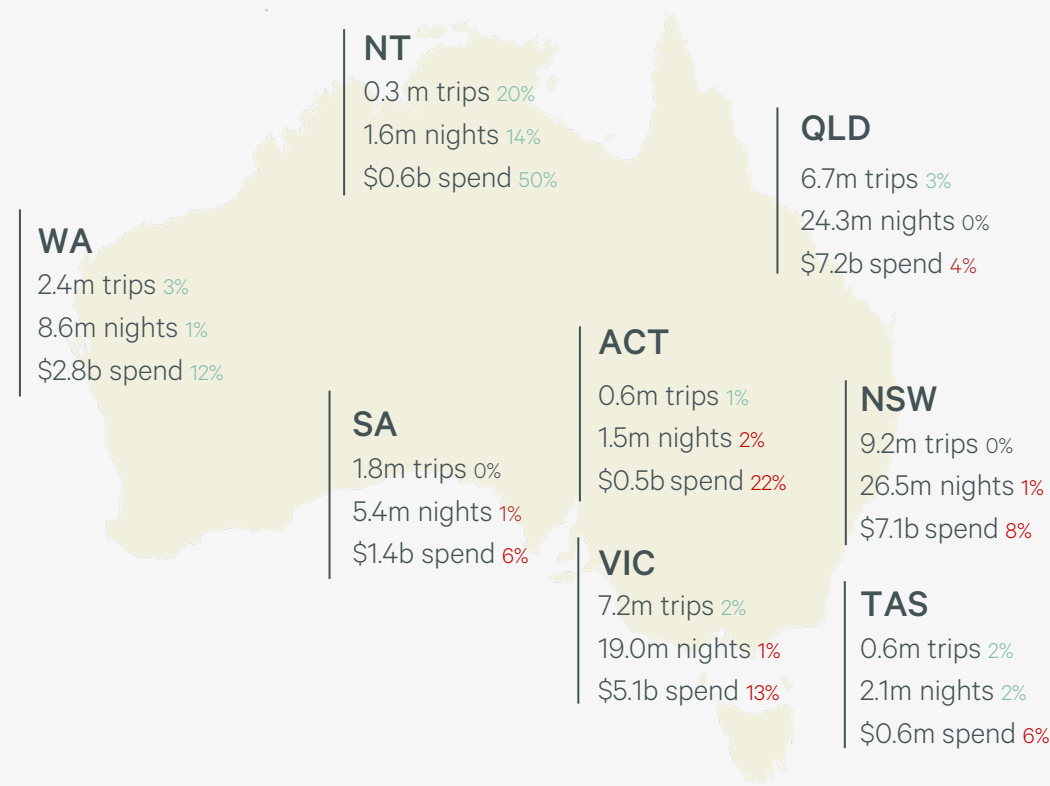 NT
0.3 m trips 20%
1.6m nights 14%
$0.6b spend 50%
QLD
6.7m trips 3%
24.3m nights 0%
$7.2b spend 4%
WA
2.4m trips 3%
8.6m nights 1%
$2.8b spend 12%
ACT
0.6m trips 1%
1.5m nights 2%
$0.5b spend 22%
NSW
9.2m trips 0%
26.5m nights 1%
$7.1b spend 8%
SA
1.8m trips 0%
5.4m nights 1%
$1.4b spend 6%
VIC
7.2m trips 2%
19.0m nights 1%
$5.1b spend 13%
TAS
0.6m trips 2%
2.1m nights 2%
$0.6m spend 6%